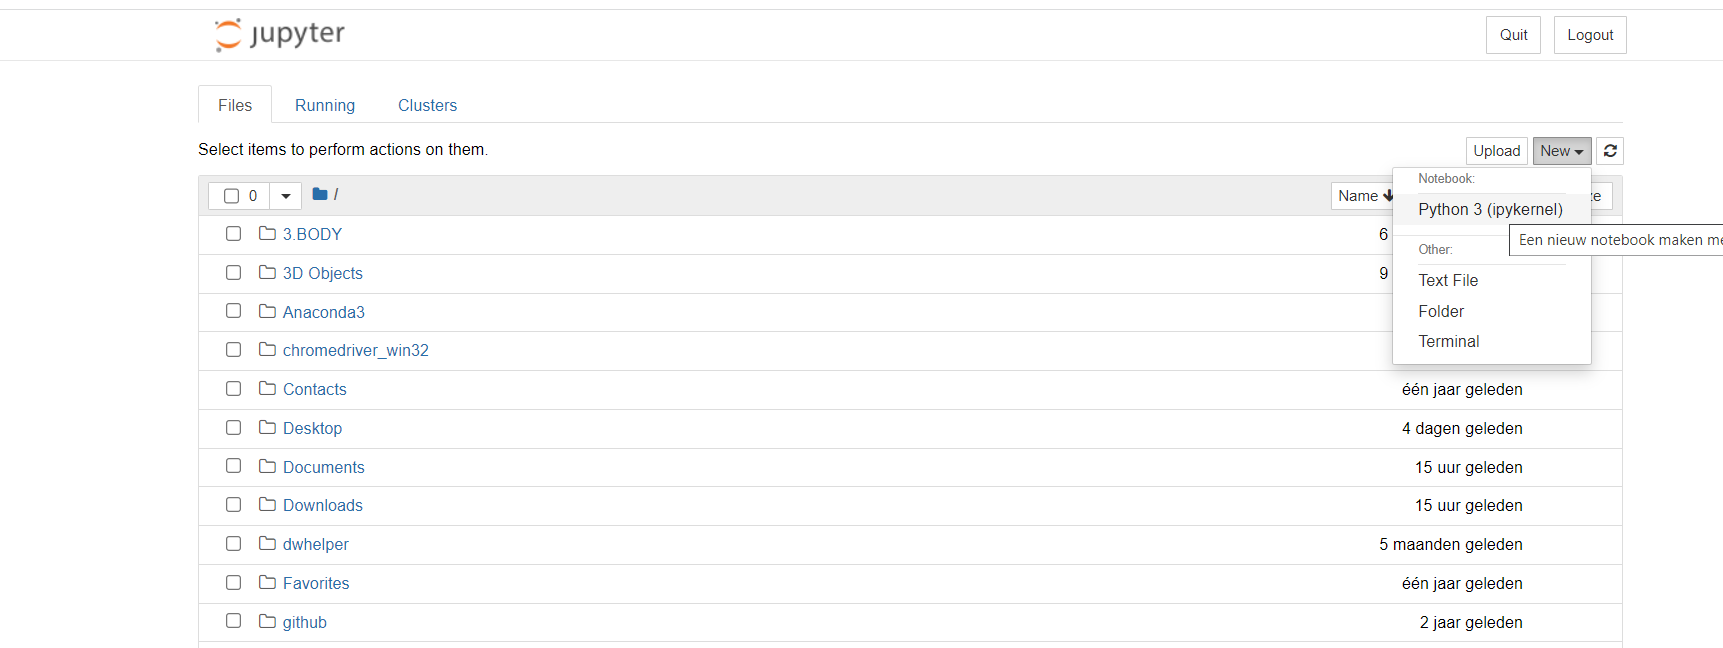 jupyter
Quit Logout
Files Running Clusters
Select items to perform actions on them.
Upload New
0 / Name
Notebook:
Python 3 (ipykernel)
Een nieuw notebook maken
Other:
Text File
Folder
Terminal
3.BODY 6
3D Objects 9
Anaconda3
chromedriver_win32
Contacts één jaar geleden
Desktop 4 dagen geleden
Documents 15 uur geleden
Downloads 15 uur geleden
dwhelper 5 maanden geleden
Favorites één jaar geleden
github 2 jaar geleden